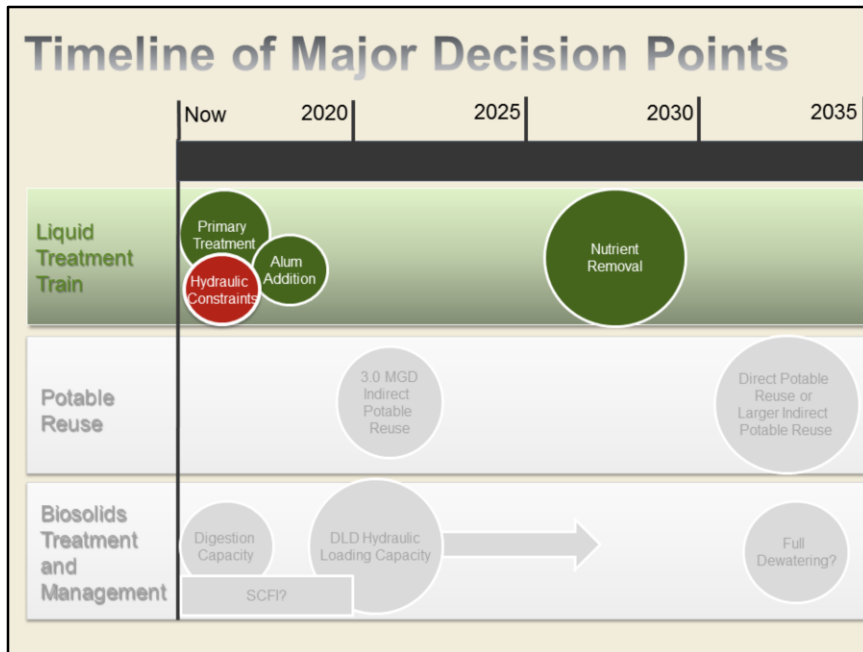 Timeline of Major Decision Points
Now 2020 2025 2030 2035
Liquid
Treatment
Train
Primary
Treatment
Alum
Addition
Hydraulic
Constraints
Nutrient
Removal
Potable
Reuse
3.0 MGD
Indirect
Potable
Reuse
Direct Potable
Reuse or
Larger Indirect
Potable Reuse
Biosolids
Treatment
and
Management
Digestion
Capacity
SCFI?
DLD Hydraulic
Loading Capacity
Full
Dewatering?